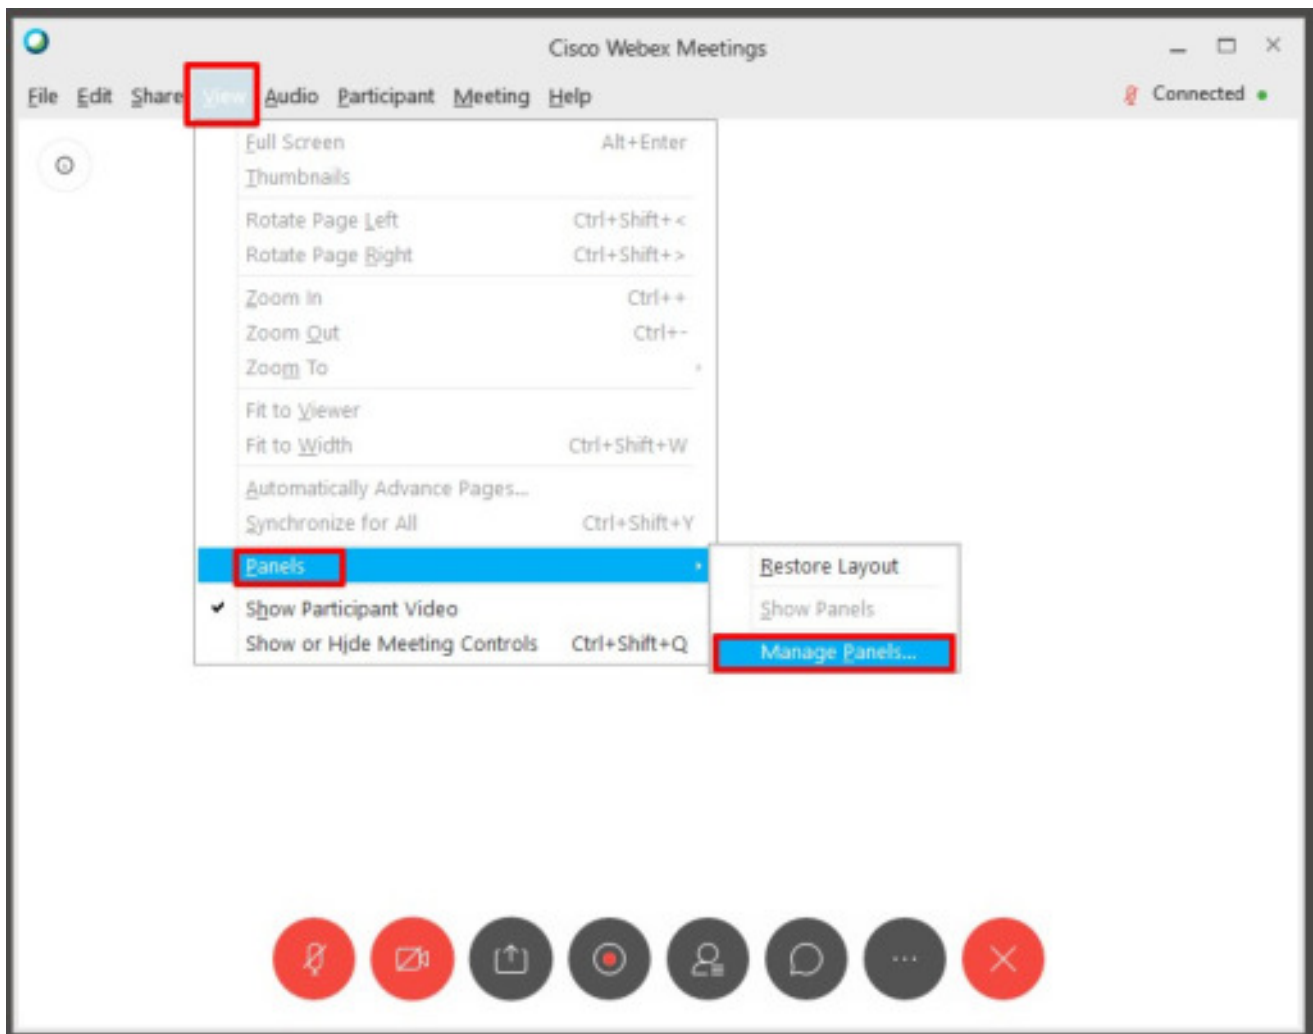 Cisco Webex Meetings
File Edit Share View Audio Participant Meeting Help Connected
Full Screen Alt+Enter
Thumbnails
Rotate Page Left Ctrl+Shift+<
Rotate Page Right Ctrl+Shift+>
Zoom In Ctrl++
Zoom Out Ctrl+-
Zoom To
Fit to Viewer
Fit to Width Ctrl+Shift+W
Automatically Advance Pages...
Synchronize for All Ctrl+Shift+Y
Panels
Restore Layout
Show Participant Video
Show Panels
Show or Hide Meeting Controls Ctrl+Shift+Q
Manage Panels...